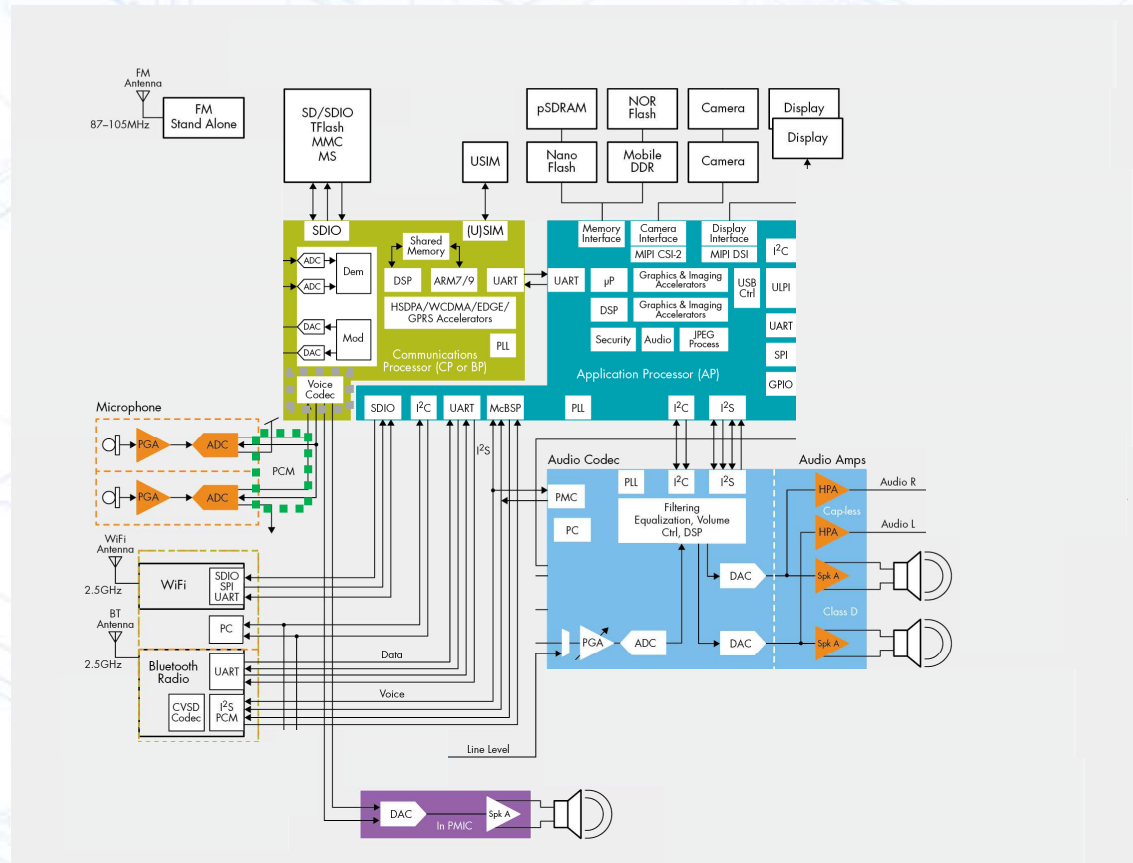 FM
Antenna
87–105MHz
FM
Stand Alone
SD/SDIO
TFlash
MMC
MS
USIM
pSDRAM
NOR
Flash
Camera
Display
Display
Nano
Flash
Mobile
DDR
Camera
SDIO
(U)SIM
Shared
Memory
ADC
ADC
Dem
DSP
ARM7/9
UART
HSDPA/WCDMA/EDGE/
GPRS Accelerators
DAC
DAC
Mod
PLL
Communications
Processor (CP or BP)
Voice
Codec
Memory
Interface
Camera
Interface
MIPI CSI-2
Display
Interface
MIPI DSI
I²C
UART
µP
Graphics & Imaging
Accelerators
USB
Ctrl
ULPI
DSP
Graphics & Imaging
Accelerators
UART
Security
Audio
JPEG
Process
SPI
Application Processor (AP)
GPIO
SDIO
I²C
UART
McBSP
PLL
I²C
I²S
I²S
Microphone
PGA
ADC
PCM
PGA
ADC
Audio Codec
Audio Amps
PLL
I²C
I²S
PMC
PC
Filtering
Equalization, Volume
Ctrl, DSP
HPA
Audio R
Cap-less
HPA
Audio L
DAC
Spk A
Class D
PGA
ADC
DAC
Spk A
WiFi
Antenna
2.5GHz
WiFi
SDIO
SPI
UART
BT
Antenna
2.5GHz
PC
Bluetooth
Radio
UART
CVSD
Codec
I²S
PCM
Data
Voice
Line Level
DAC
Spk A
In PMIC